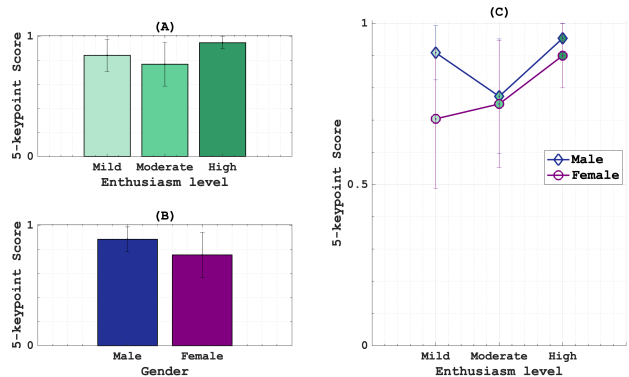 (A)
1
0
5-keypoint Score
Mild Moderate High
Enthusiasm level
(B)
1
0
5-keypoint Score
Male Female
Gender
(C)
1
0.5
0
5-keypoint Score
Male
Female
Mild Moderate High
Enthusiasm level